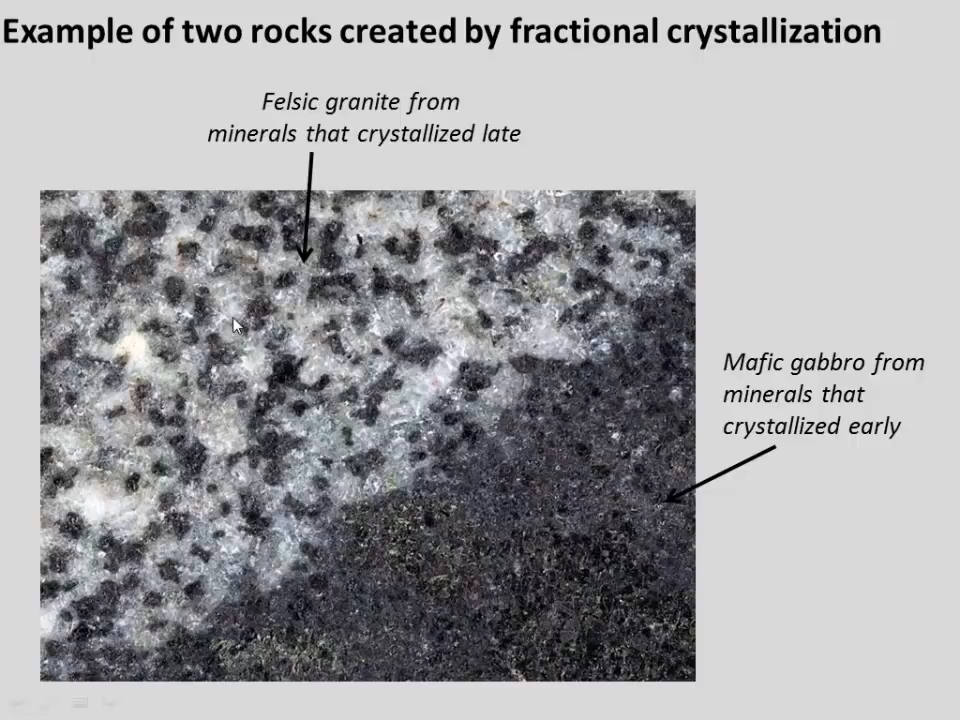 Example of two rocks created by fractional crystallization
Felsic granite from
minerals that crystallized late
Mafic gabbro from
minerals that
crystallized early